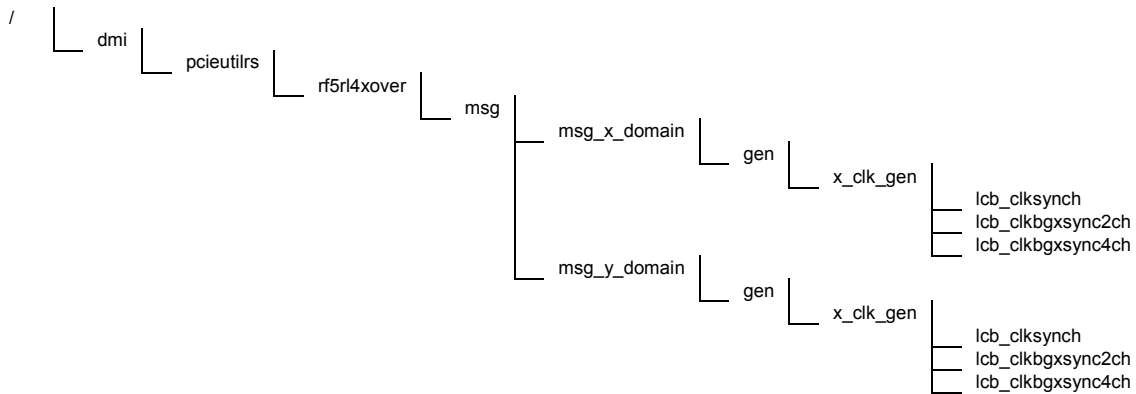 /
dmi
pcieutilrs
rf5rl4xover
msg
msg_x_domain
gen
x_clk_gen
lcb_clksynch
lcb_clkbgxsync2ch
lcb_clkbgxsync4ch
msg_y_domain
gen
x_clk_gen
lcb_clksynch
lcb_clkbgxsync2ch
lcb_clkbgxsync4ch